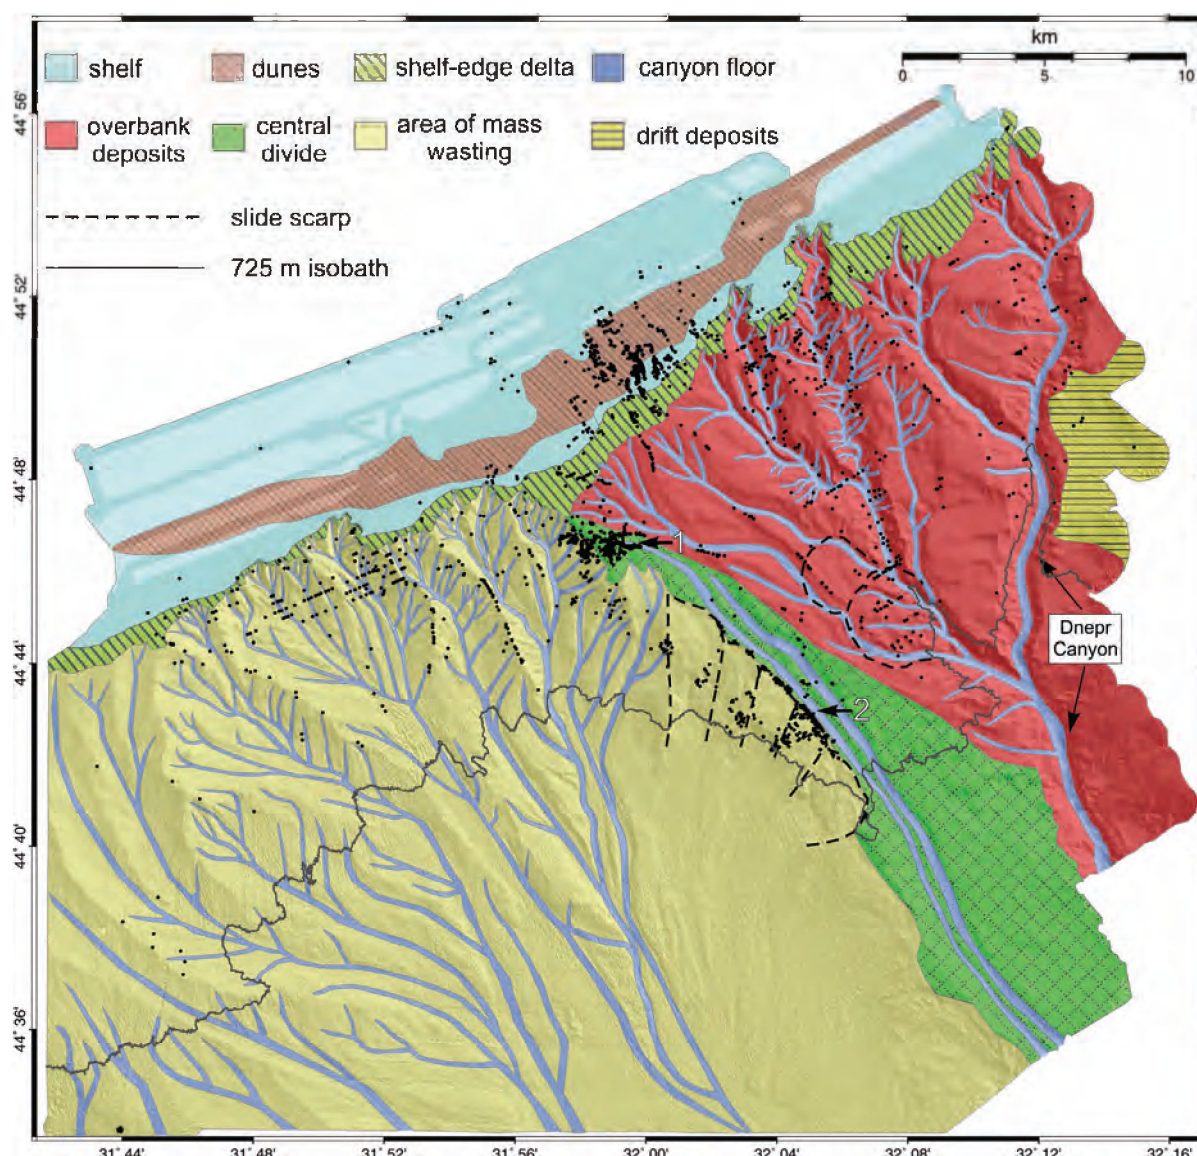 km
0 5 10
shelf dunes shelf-edge delta canyon floor
overbank deposits
central divide
area of mass wasting
drift deposits
slide scarp
725 m isobath
44° 56'
44° 52'
44° 48'
44° 44'
44° 40'
44° 36'
1
2
Dnepr
Canyon
31° 44' 31° 48' 31° 52' 31° 56' 32° 00' 32° 04' 32° 08' 32° 12' 32° 16'